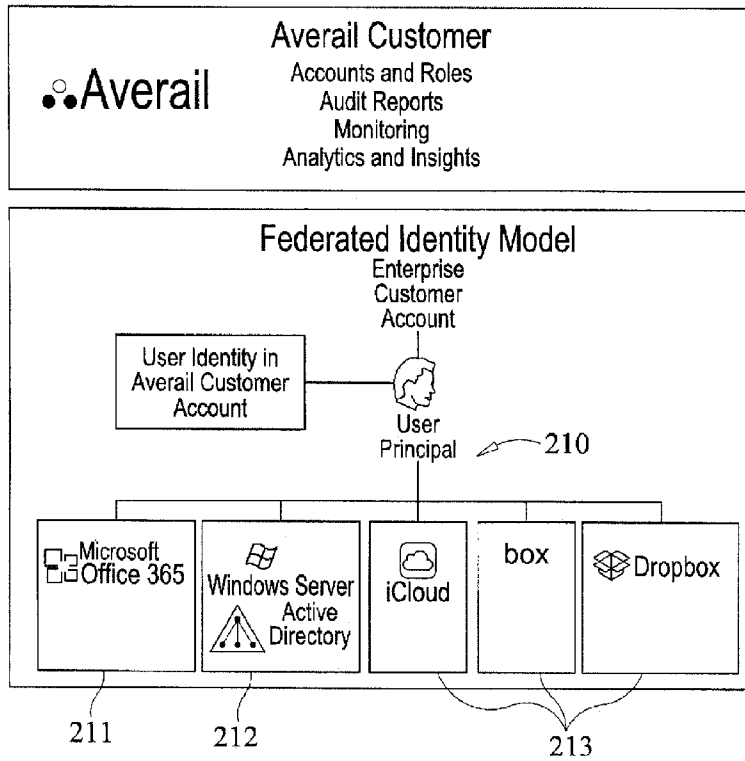 Averail
Averail Customer
Accounts and Roles
Audit Reports
Monitoring
Analytics and Insights
Federated Identity Model
Enterprise
Customer
Account
User Identity in
Averail Customer
Account
User
Principal
210
Microsoft
Office 365
Windows Server
Active
Directory
iCloud
box
Dropbox
211
212
213